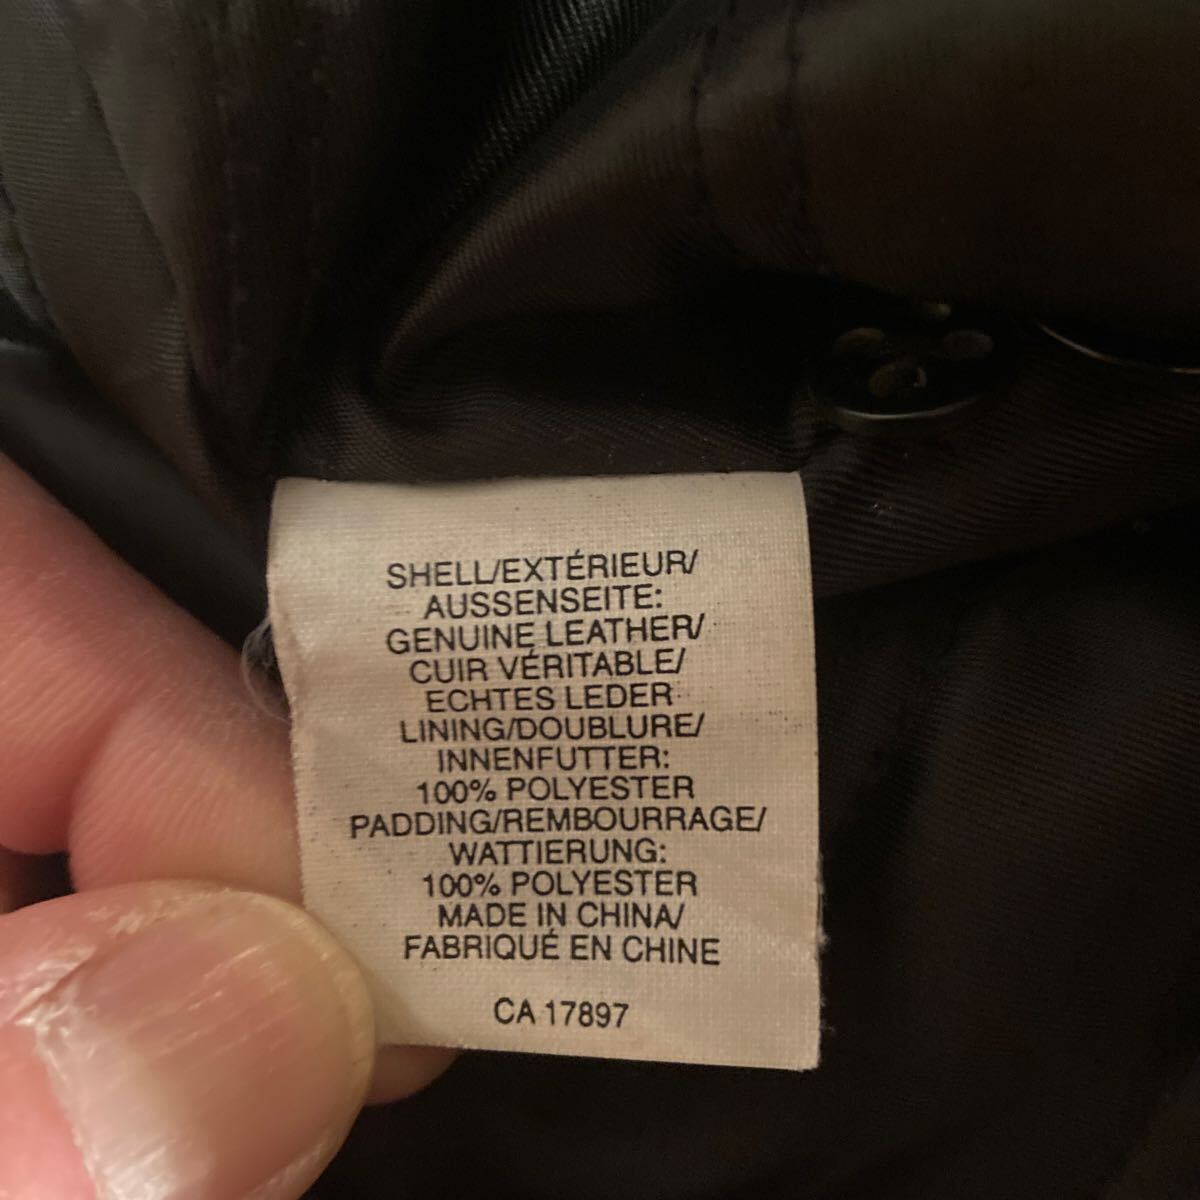 SHELL/EXTÉRIEUR/
AUSSENSEITE:
GENUINE LEATHER/
CUIR VÉRITABLE/
ECHTES LEDER
LINING/DOUBLURE/
INNENFUTTER:
100% POLYESTER
PADDING/REMBOURRAGE/
WATTIERUNG:
100% POLYESTER
MADE IN CHINA/
FABRIQUÉ EN CHINE
CA 17897